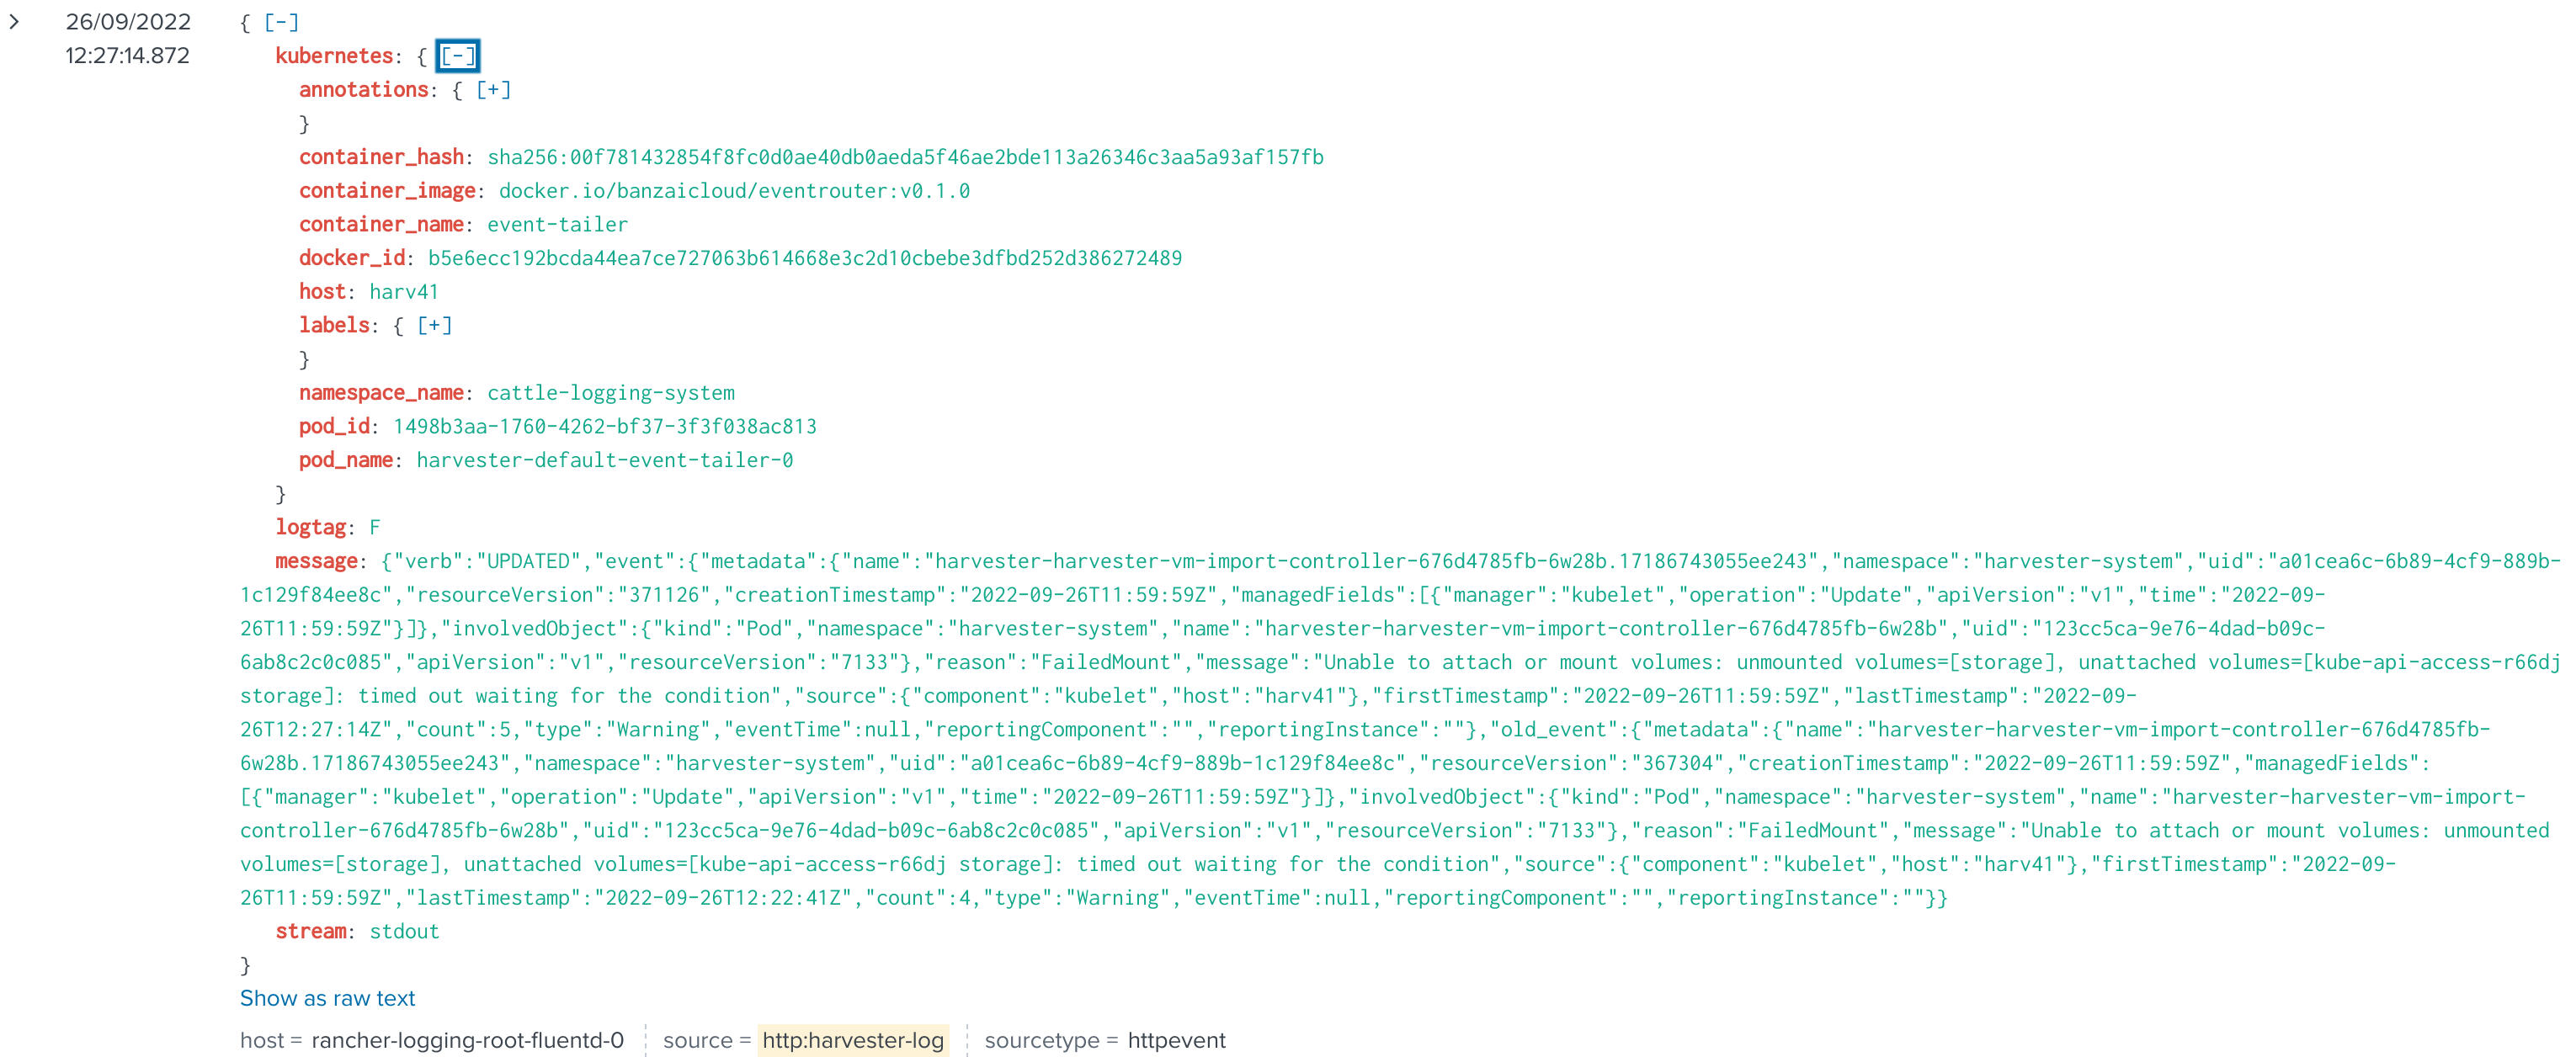 26/09/2022 { [-]
12:27:14.872 kubernetes: { [-]
annotations: { [+]
}
container_hash: sha256:00f781432854f8fc0d0ae40db0aeda5f46ae2bde113a26346c3aa5a93af157fb
container_image: docker.io/banzaicloud/eventrouter:v0.1.0
container_name: event-tailer
docker_id: b5e6ecc192bcda44ea7ce727063b614668e3c2d10cbebe3dfbd252d386272489
host: harv41
labels: { [+]
}
namespace_name: cattle-logging-system
pod_id: 1498b3aa-1760-4262-bf37-3f3f038ac813
pod_name: harvester-default-event-tailer-0
}
logtag: F
message: {"verb":"UPDATED","event":{"metadata":{"name":"harvester-harvester-vm-import-controller-676d4785fb-6w28b.17186743055ee243","namespace":"harvester-system","uid":"a01cea6c-6b89-4cf9-889b-
1c129f84ee8c","resourceVersion":"371126","creationTimestamp":"2022-09-26T11:59:59Z","managedFields":[{"manager":"kubelet","operation":"Update","apiVersion":"v1","time":"2022-09-
26T11:59:59Z"}]},"involvedObject":{"kind":"Pod","namespace":"harvester-system","name":"harvester-harvester-vm-import-controller-676d4785fb-6w28b","uid":"123cc5ca-9e76-4dad-b09c-
6ab8c2c0c085","apiVersion":"v1","resourceVersion":"7133"},"reason":"FailedMount","message":"Unable to attach or mount volumes: unmounted volumes=[storage], unattached volumes=[kube-api-access-r66dj
storage]: timed out waiting for the condition","source":{"component":"kubelet","host":"harv41"},"firstTimestamp":"2022-09-26T11:59:59Z","lastTimestamp":"2022-09-
26T12:27:14Z","count":5,"type":"Warning","eventTime":null,"reportingComponent":"","reportingInstance":""},"old_event":{"metadata":{"name":"harvester-harvester-vm-import-controller-676d4785fb-
6w28b.17186743055ee243","namespace":"harvester-system","uid":"a01cea6c-6b89-4cf9-889b-1c129f84ee8c","resourceVersion":"367304","creationTimestamp":"2022-09-26T11:59:59Z","managedFields":
[{"manager":"kubelet","operation":"Update","apiVersion":"v1","time":"2022-09-26T11:59:59Z"}]},"involvedObject":{"kind":"Pod","namespace":"harvester-system","name":"harvester-harvester-vm-import-
controller-676d4785fb-6w28b","uid":"123cc5ca-9e76-4dad-b09c-6ab8c2c0c085","apiVersion":"v1","resourceVersion":"7133"},"reason":"FailedMount","message":"Unable to attach or mount volumes: unmounted
volumes=[storage], unattached volumes=[kube-api-access-r66dj storage]: timed out waiting for the condition","source":{"component":"kubelet","host":"harv41"},"firstTimestamp":"2022-09-
26T11:59:59Z","lastTimestamp":"2022-09-26T12:22:41Z","count":4,"type":"Warning","eventTime":null,"reportingComponent":"","reportingInstance":""}}
stream: stdout
}
Show as raw text
host = rancher-logging-root-fluentd-0 source = http:harvester-log sourcetype = httpevent